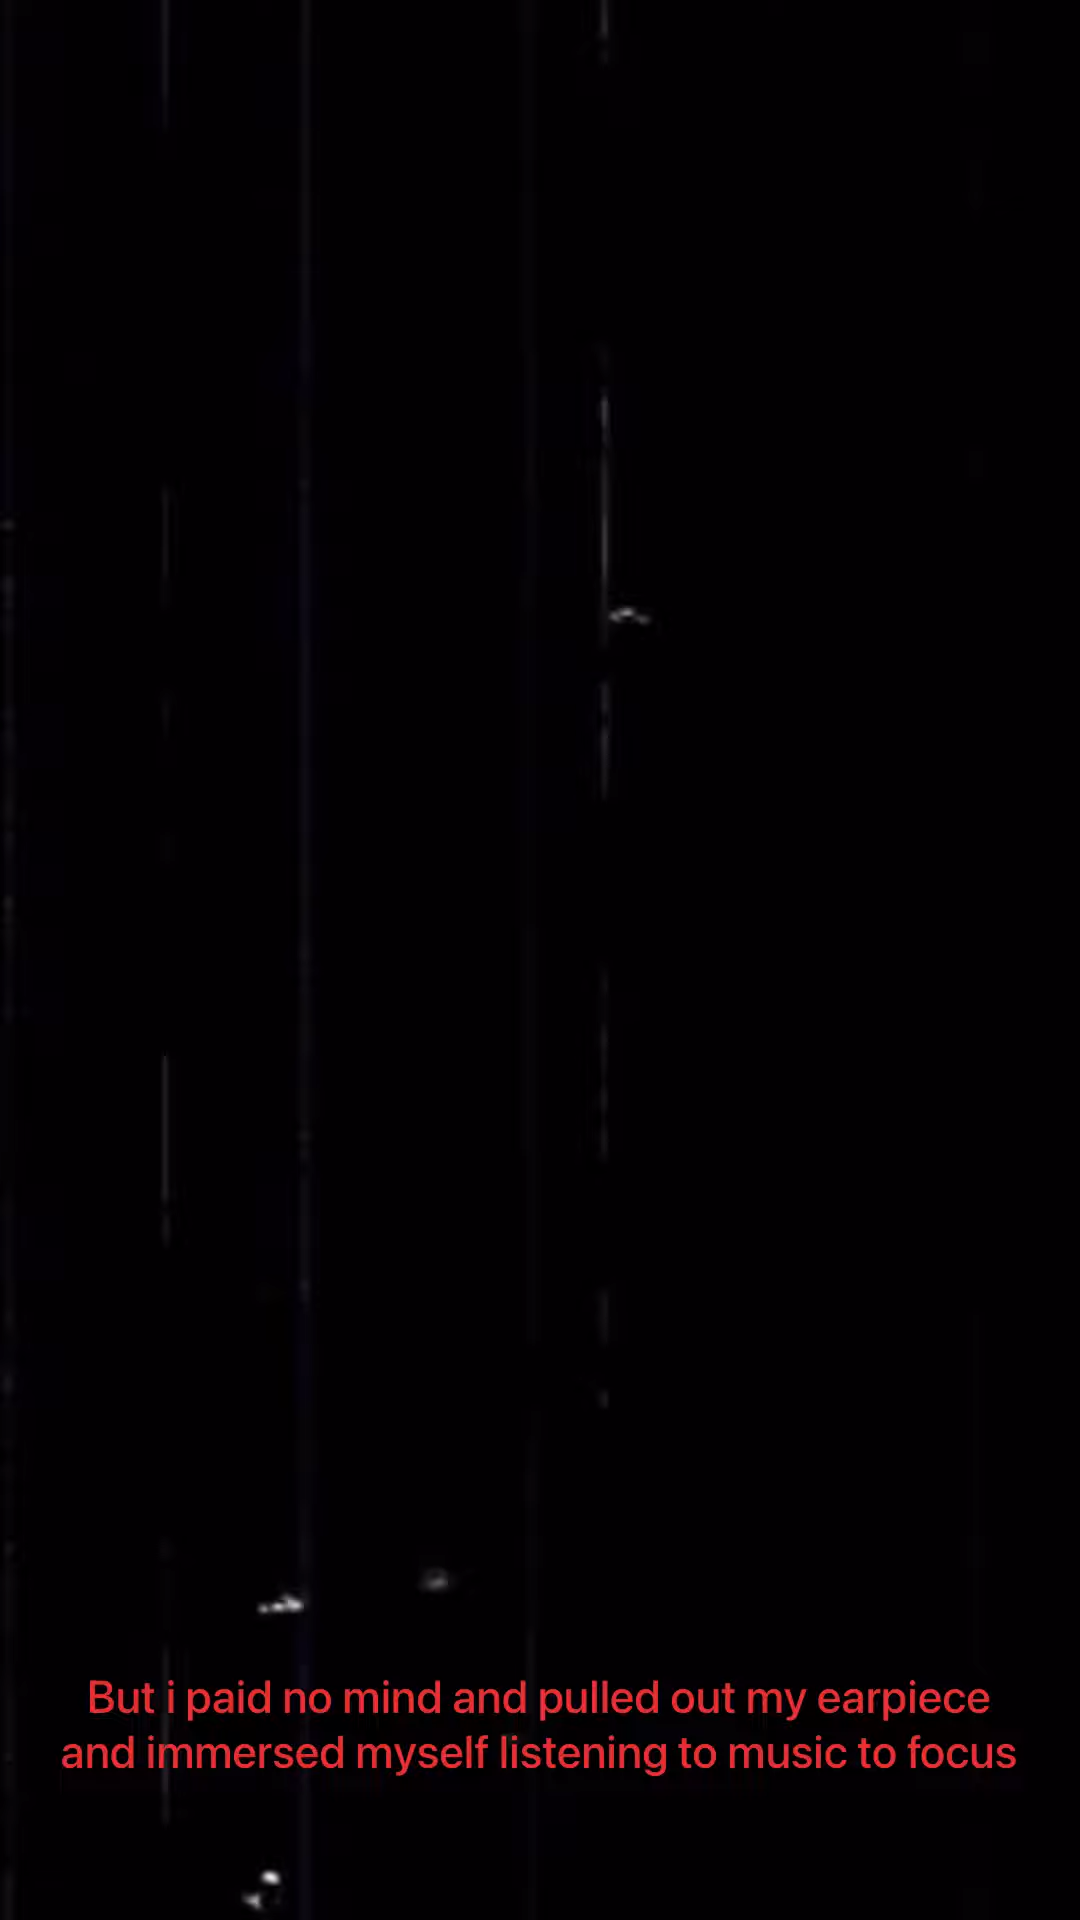 But i paid no mind and pulled out my earpiece
and immersed myself listening to music to focus